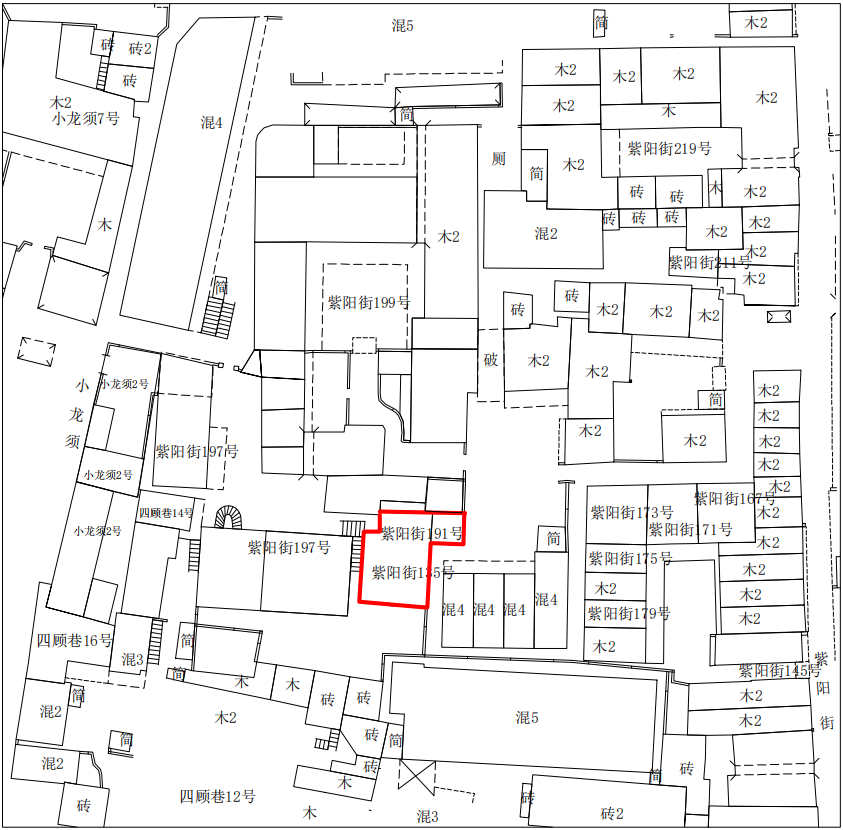 混5
简
木2
砖
砖2
砖
木2
小龙须7号
混4
简
木2
木2
木2
木2
木2
木
紫阳街219号
厕
简
木2
砖
砖
木
木2
砖
砖
砖
木2
木2
混2
木
木2
木2
紫阳街211号
木2
简
紫阳街199号
砖
砖
木2
木2
木2
破
木2
木2
小龙须2号
小龙须
简
木2
木2
木2
木2
木2
木2
紫阳街197号
小龙须2号
木2
紫阳街167号
木2
四顾巷14号
紫阳街173号
小龙须2号
紫阳街191号
紫阳街171号
简
木2
紫阳街197号
紫阳街175号
紫阳街135号
木2
木2
木2
混4
混4
混4
混4
紫阳街179号
木2
四顾巷16号
简
木2
混3
紫阳街
紫阳街145号
简
木
木
砖
砖
木2
简
混2
木2
混5
木2
砖
简
简
混2
砖
木
简
砖
四顾巷12号
砖
砖
木
混3
砖2